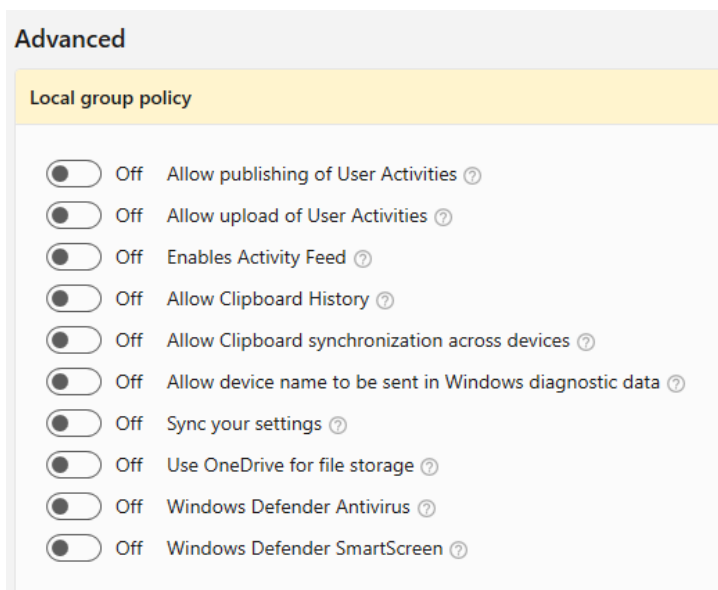 Advanced
Local group policy
Off Allow publishing of User Activities ?
Off Allow upload of User Activities ?
Off Enables Activity Feed ?
Off Allow Clipboard History ?
Off Allow Clipboard synchronization across devices ?
Off Allow device name to be sent in Windows diagnostic data ?
Off Sync your settings ?
Off Use OneDrive for file storage ?
Off Windows Defender Antivirus ?
Off Windows Defender SmartScreen ?